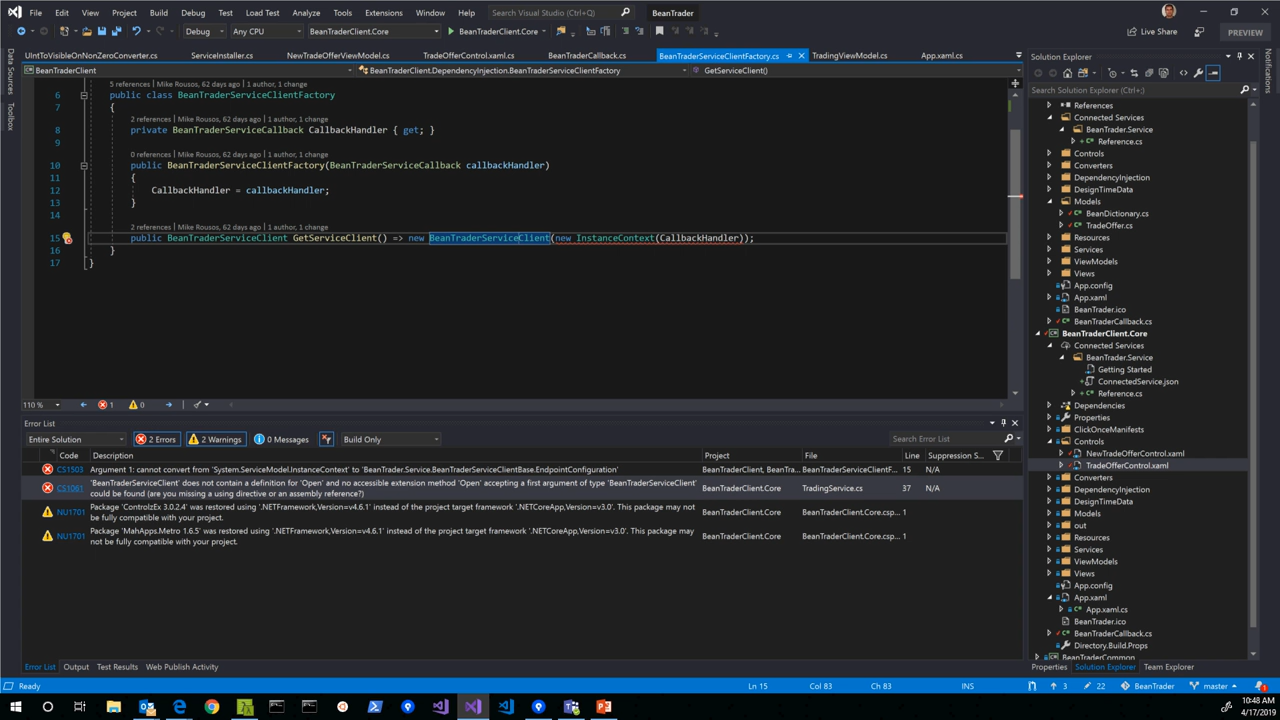 File Edit View Project Build Debug Test Load Test Analyze Tools Extensions Window Help Search Visual Studio (Ctrl+Q) BeanTrader
Debug Any CPU BeanTraderClient.Core BeanTraderClient.Core Live Share PREVIEW
UIntToVisibleOnNonZeroConverter.cs ServiceInstaller.cs NewTradeOfferViewModel.cs TradeOfferControl.xaml BeanTraderCallback.cs BeanTraderServiceClientFactory.cs TradingViewModel.cs App.xaml.cs
BeanTraderClient BeanTraderClient.DependencyInjection.BeanTraderServiceClientFactory GetServiceClient()
Data Sources
Toolbox
5 references | Mike Rousos, 62 days ago | 1 author, 1 change
6 public class BeanTraderServiceClientFactory
7 {
2 references | Mike Rousos, 62 days ago | 1 author, 1 change
8 private BeanTraderServiceCallback CallbackHandler { get; }
9
0 references | Mike Rousos, 62 days ago | 1 author, 1 change
10 public BeanTraderServiceClientFactory(BeanTraderServiceCallback callbackHandler)
11 {
12 CallbackHandler = callbackHandler;
13 }
14
2 references | Mike Rousos, 62 days ago | 1 author, 1 change
15 public BeanTraderServiceClient GetServiceClient() => new BeanTraderServiceClient(new InstanceContext(CallbackHandler));
16 }
17 }
110 % 1 0
Error List
Entire Solution 2 Errors 2 Warnings 0 Messages Build Only Search Error List
Code Description Project File Line Suppression S...
CS1503 Argument 1: cannot convert from 'System.ServiceModel.InstanceContext' to 'BeanTrader.Service.BeanTraderServiceClientBase.EndpointConfiguration' BeanTraderClient, BeanTra... BeanTraderServiceClientF... 15 N/A
CS1061 'BeanTraderServiceClient' does not contain a definition for 'Open' and no accessible extension method 'Open' accepting a first argument of type 'BeanTraderServiceClient' could be found (are you missing a using directive or an assembly reference?) BeanTraderClient.Core TradingService.cs 37 N/A
NU1701 Package 'ControlzEx 3.0.2.4' was restored using '.NETFramework,Version=v4.6.1' instead of the project target framework '.NETCoreApp,Version=v3.0'. This package may not be fully compatible with your project. BeanTraderClient.Core BeanTraderClient.Core.csp... 1
NU1701 Package 'MahApps.Metro 1.6.5' was restored using '.NETFramework,Version=v4.6.1' instead of the project target framework '.NETCoreApp,Version=v3.0'. This package may not be fully compatible with your project. BeanTraderClient.Core BeanTraderClient.Core.csp... 1
Error List Output Test Results Web Publish Activity
Solution Explorer
Search Solution Explorer (Ctrl+;)
References
Connected Services
BeanTrader.Service
Reference.cs
Controls
Converters
DependencyInjection
DesignTimeData
Models
BeanDictionary.cs
TradeOffer.cs
Resources
Services
ViewModels
Views
App.config
App.xaml
BeanTrader.ico
BeanTraderCallback.cs
BeanTraderClient.Core
Connected Services
BeanTrader.Service
Getting Started
ConnectedService.json
Reference.cs
Dependencies
Properties
ClickOnceManifests
Controls
NewTradeOfferControl.xaml
TradeOfferControl.xaml
Converters
DependencyInjection
DesignTimeData
Models
out
Resources
Services
ViewModels
Views
App.config
App.xaml
App.xaml.cs
BeanTrader.ico
BeanTraderCallback.cs
Directory.Build.Props
BeanTraderCommon
Properties Solution Explorer Team Explorer
Notifications
Ready Ln 15 Col 83 Ch 83 INS 3 22 BeanTrader master 1
10:48 AM
4/17/2019